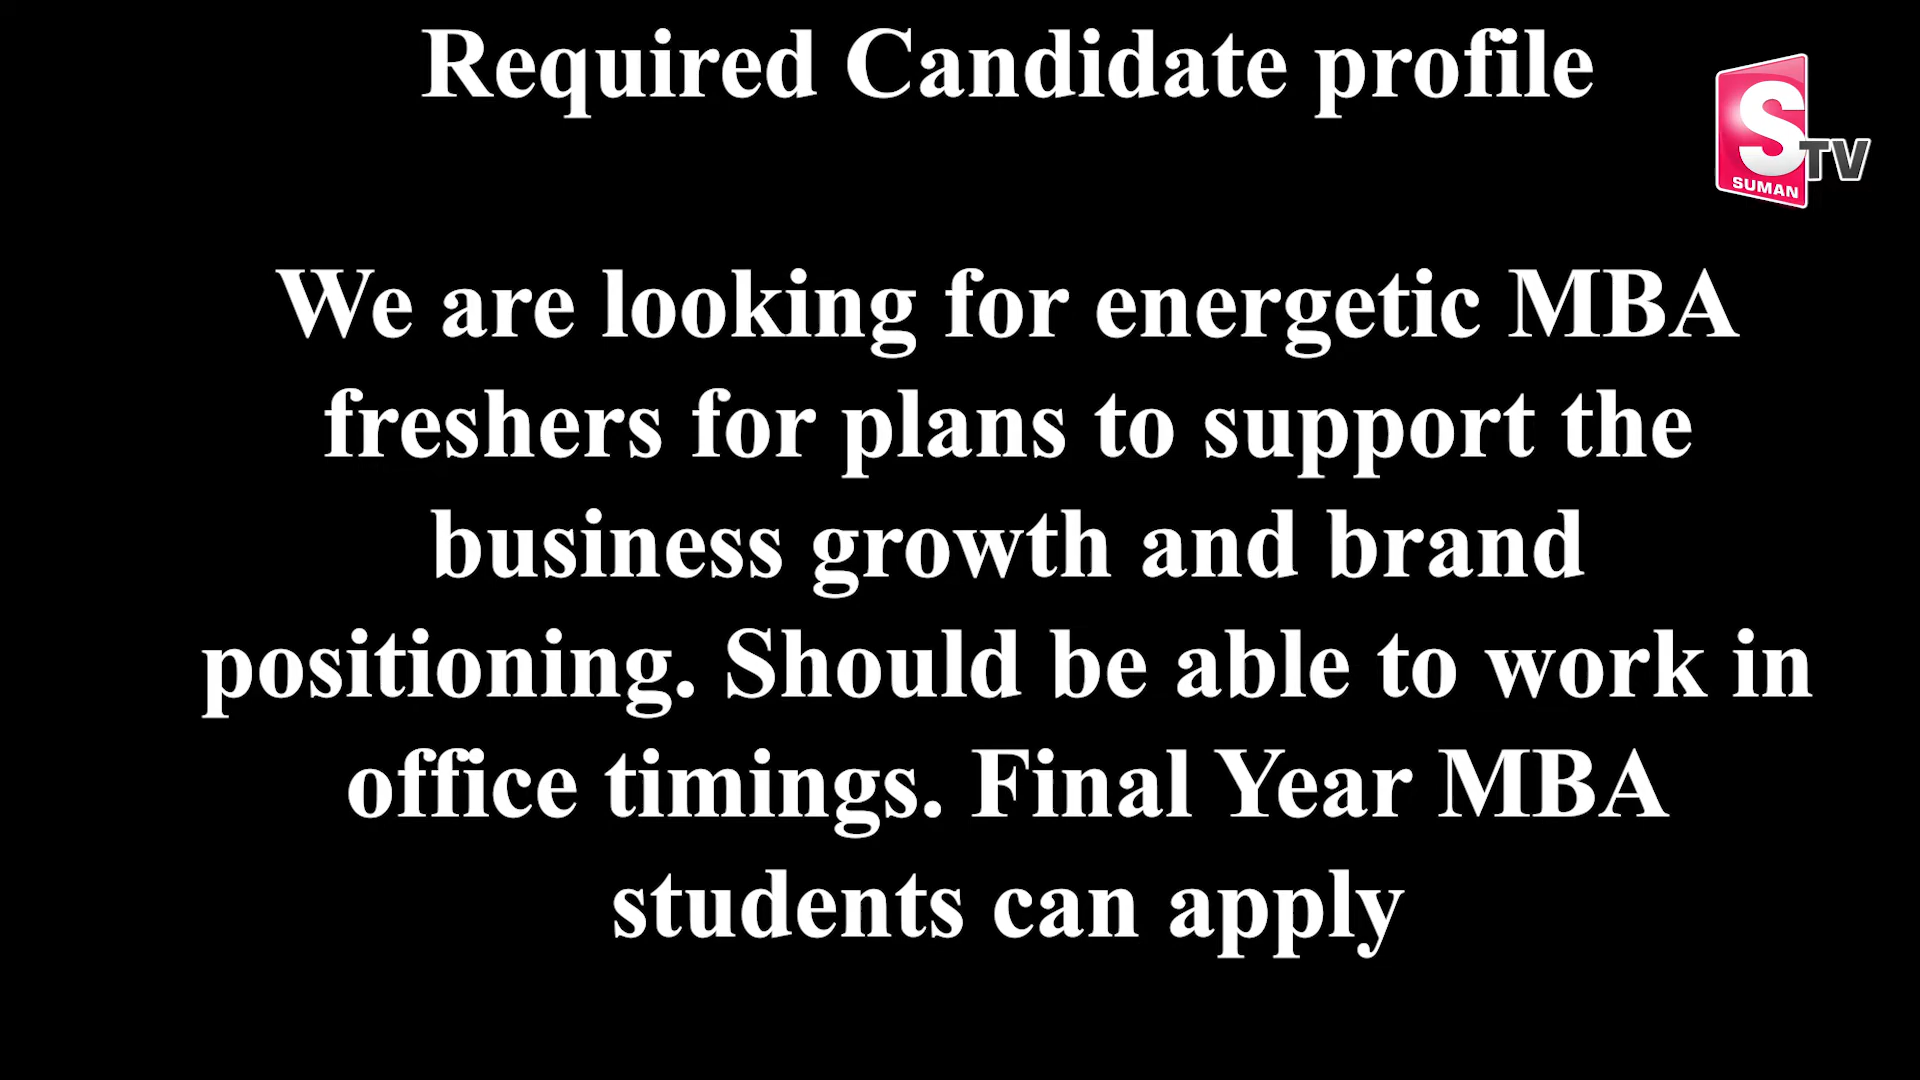 Required Candidate profile
S
TV
SUMAN
We are looking for energetic MBA
freshers for plans to support the
business growth and brand
positioning. Should be able to work in
office timings. Final Year MBA
students can apply